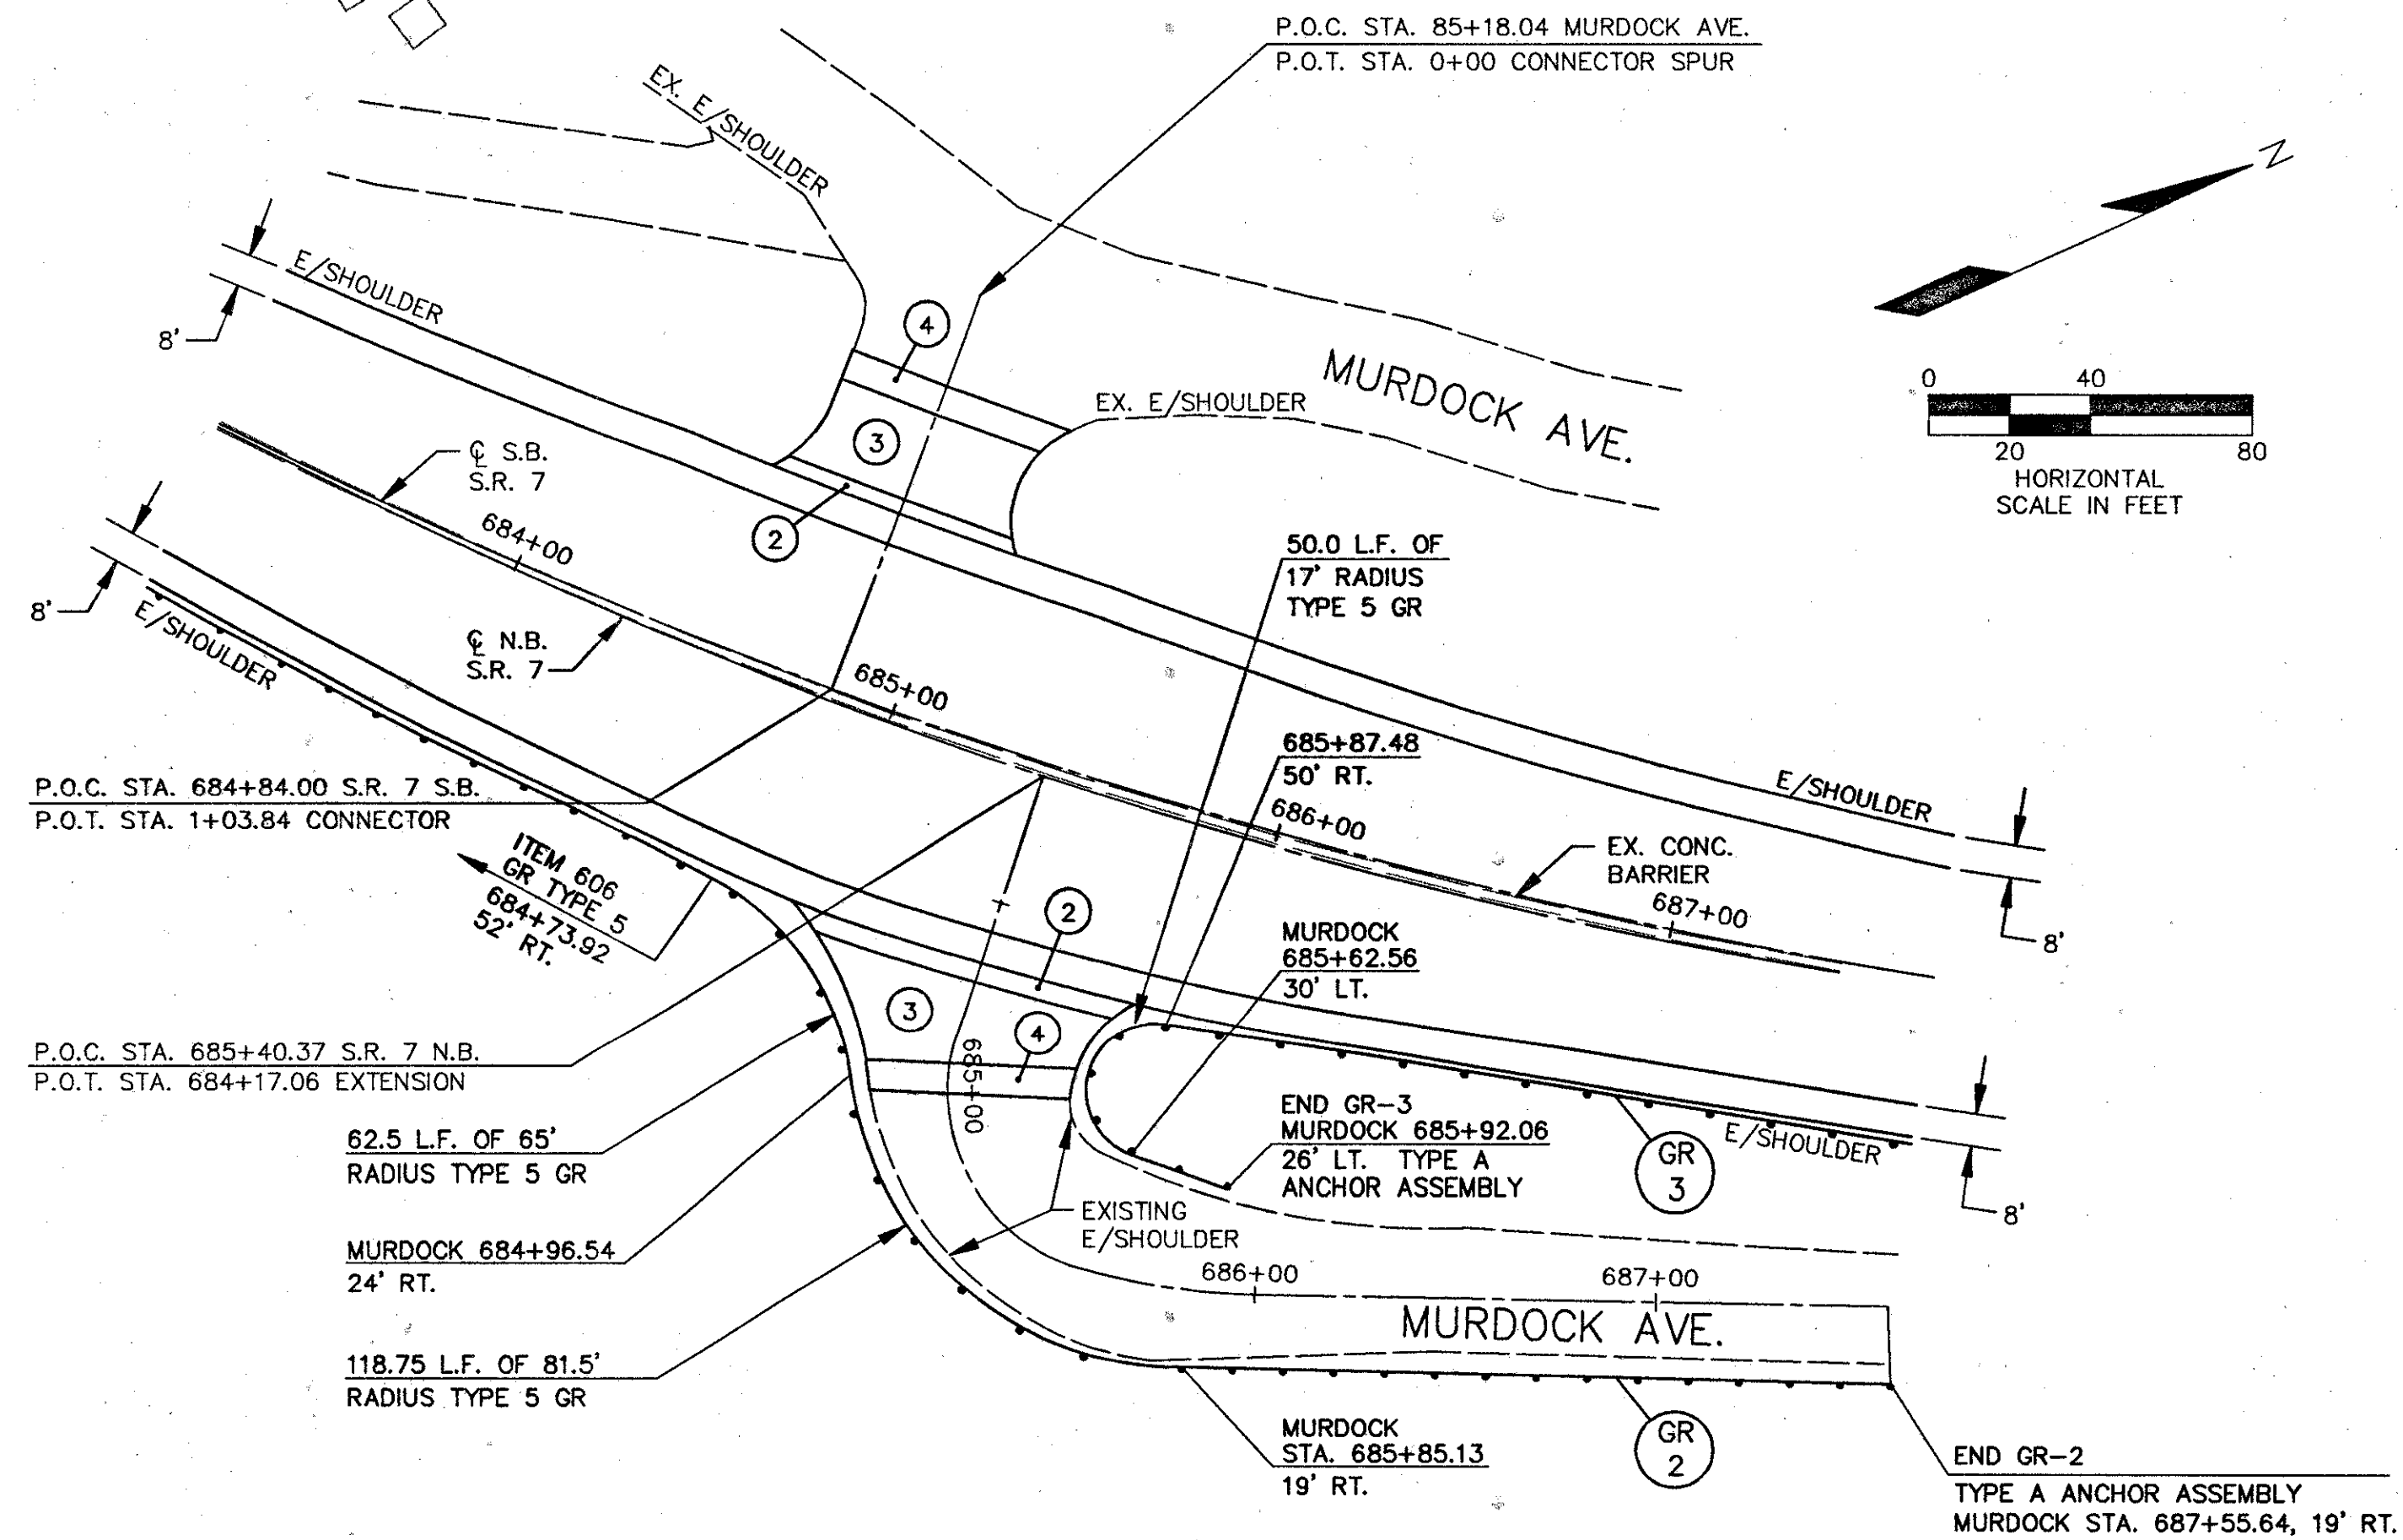 P.O.C. STA. 85+18.04 MURDOCK AVE.
P.O.T. STA. 0+00 CONNECTOR SPUR
EX. E/SHOULDER
N
E/SHOULDER
8'
4
MURDOCK AVE.
0 40
20 80
HORIZONTAL
SCALE IN FEET
EX. E/SHOULDER
3
℄ S.B.
S.R. 7
2
684+00
50.0 L.F. OF
17' RADIUS
TYPE 5 GR
8'
E/SHOULDER
℄ N.B.
S.R. 7
685+00
685+87.48
50' RT.
P.O.C. STA. 684+84.00 S.R. 7 S.B.
P.O.T. STA. 1+03.84 CONNECTOR
E/SHOULDER
686+00
EX. CONC.
BARRIER
ITEM 606
GR TYPE 5
684+73.92
52' RT.
2
687+00
8'
MURDOCK
685+62.56
30' LT.
3
4
P.O.C. STA. 685+40.37 S.R. 7 N.B.
P.O.T. STA. 684+17.06 EXTENSION
685+00
END GR-3
MURDOCK 685+92.06
26' LT. TYPE A
ANCHOR ASSEMBLY
E/SHOULDER
GR
3
8'
62.5 L.F. OF 65'
RADIUS TYPE 5 GR
EXISTING
E/SHOULDER
MURDOCK 684+96.54
24' RT.
686+00
687+00
MURDOCK AVE.
118.75 L.F. OF 81.5'
RADIUS TYPE 5 GR
MURDOCK
STA. 685+85.13
19' RT.
GR
2
END GR-2
TYPE A ANCHOR ASSEMBLY
MURDOCK STA. 687+55.64, 19' RT.